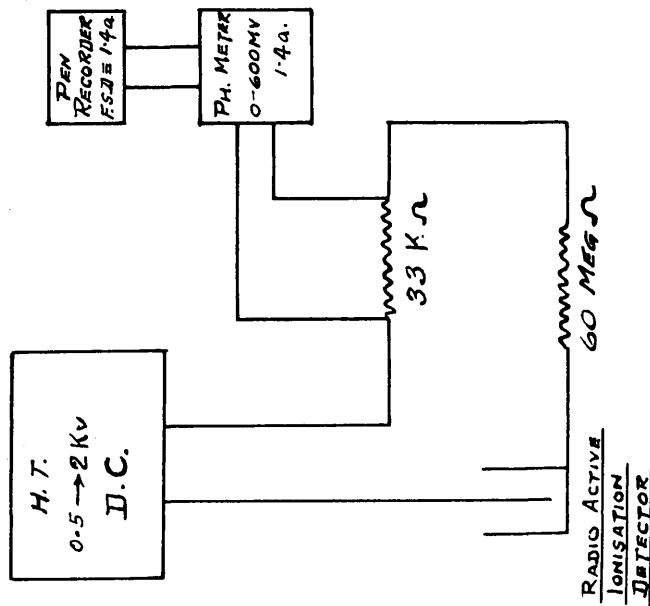 PEN
RECORDER
F.S.D ≡ 1.4a
PH. METER
0-600MV
1.4a.
H.T.
0.5 → 2 Kv
D.C.
33 K. Ω
60 MEG Ω
RADIO ACTIVE
IONISATION
DETECTOR